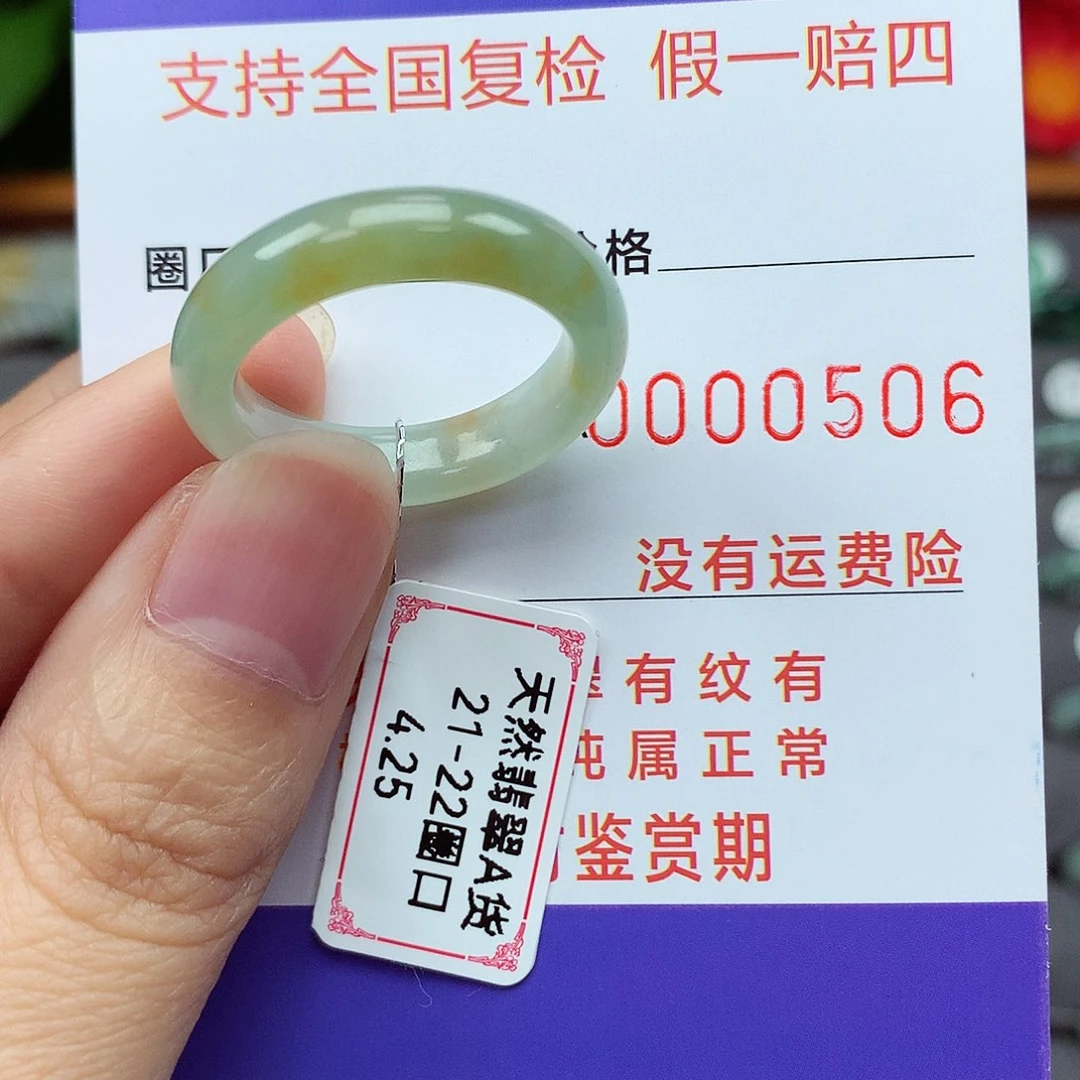 支持全国复检 假一赔四
圈口 格
0000506
没有运费险
有纹有
纯属正常
鉴赏期
天然翡翠A货
21-22圈口
4.25